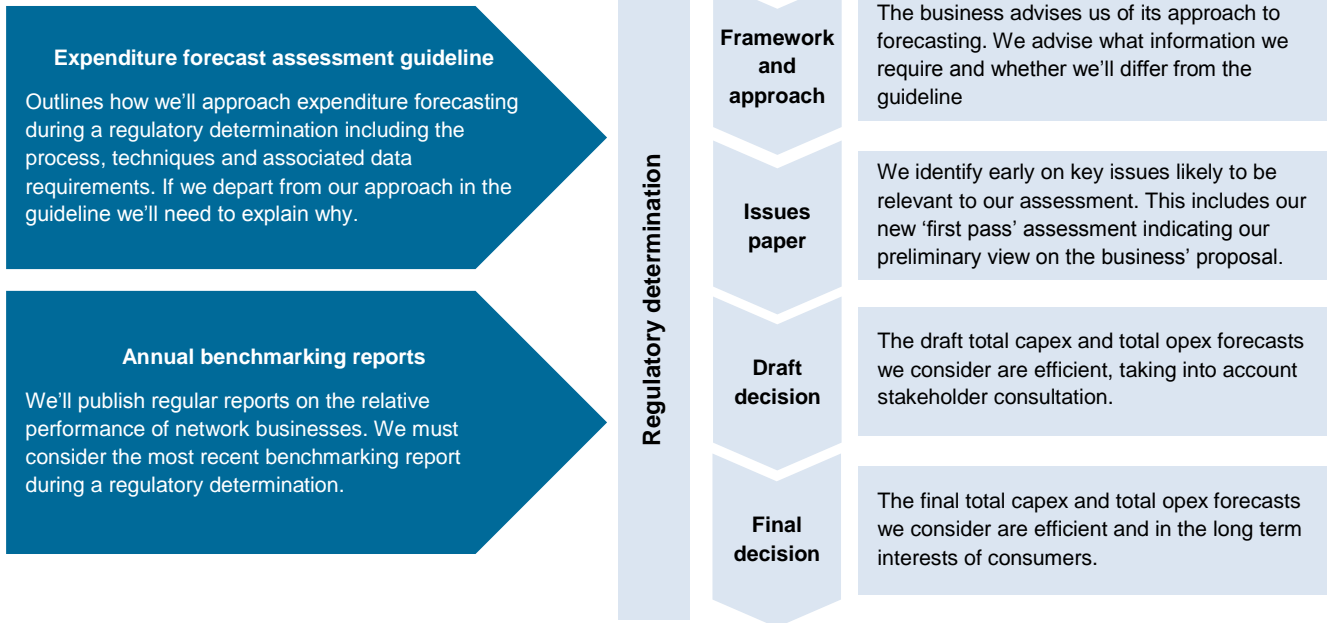 Expenditure forecast assessment guideline
Outlines how we’ll approach expenditure forecasting
during a regulatory determination including the
process, techniques and associated data
requirements. If we depart from our approach in the
guideline we’ll need to explain why.
Annual benchmarking reports
We’ll publish regular reports on the relative
performance of network businesses. We must
consider the most recent benchmarking report
during a regulatory determination.
Regulatory determination
Framework
and
approach
The business advises us of its approach to
forecasting. We advise what information we
require and whether we’ll differ from the
guideline
Issues
paper
We identify early on key issues likely to be
relevant to our assessment. This includes our
new ‘first pass’ assessment indicating our
preliminary view on the business’ proposal.
Draft
decision
The draft total capex and total opex forecasts
we consider are efficient, taking into account
stakeholder consultation.
Final
decision
The final total capex and total opex forecasts
we consider are efficient and in the long term
interests of consumers.